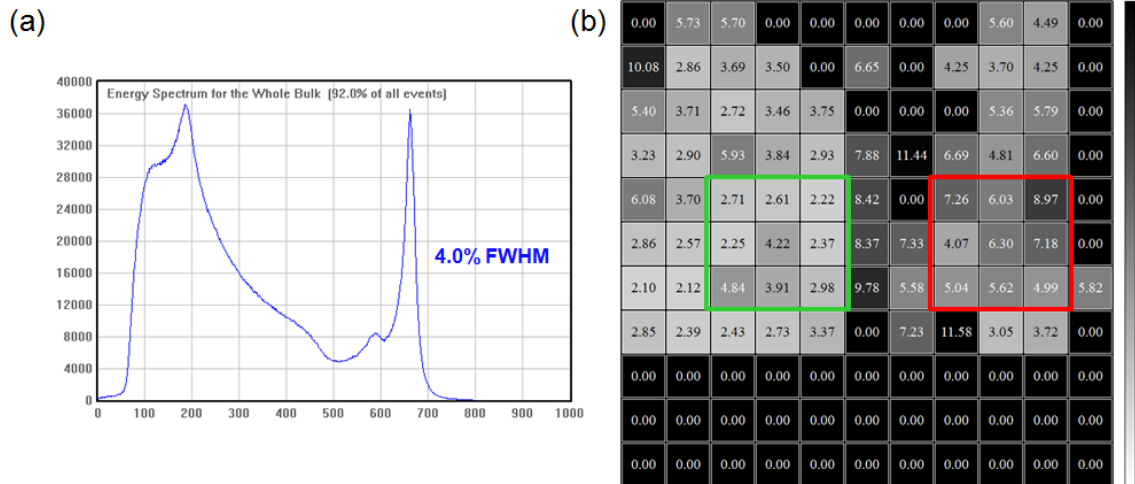 (a)
Energy Spectrum for the Whole Bulk (92.0% of all events)
40000
36000
32000
28000
24000
20000
16000
12000
8000
4000
0
4.0% FWHM
0 100 200 300 400 500 600 700 800 900 1000
(b)
0.00 5.73 5.70 0.00 0.00 0.00 0.00 0.00 5.60 4.49 0.00
10.08 2.86 3.69 3.50 0.00 6.65 0.00 4.25 3.70 4.25 0.00
5.40 3.71 2.72 3.46 3.75 0.00 0.00 0.00 5.36 5.79 0.00
3.23 2.90 5.93 3.84 2.93 7.88 11.44 6.69 4.81 6.60 0.00
6.08 3.70 2.71 2.61 2.22 8.42 0.00 7.26 6.03 8.97 0.00
2.86 2.57 2.25 4.22 2.37 8.37 7.33 4.07 6.30 7.18 0.00
2.10 2.12 4.84 3.91 2.98 9.78 5.58 5.04 5.62 4.99 5.82
2.85 2.39 2.43 2.73 3.37 0.00 7.23 11.58 3.05 3.72 0.00
0.00 0.00 0.00 0.00 0.00 0.00 0.00 0.00 0.00 0.00 0.00
0.00 0.00 0.00 0.00 0.00 0.00 0.00 0.00 0.00 0.00 0.00
0.00 0.00 0.00 0.00 0.00 0.00 0.00 0.00 0.00 0.00 0.00